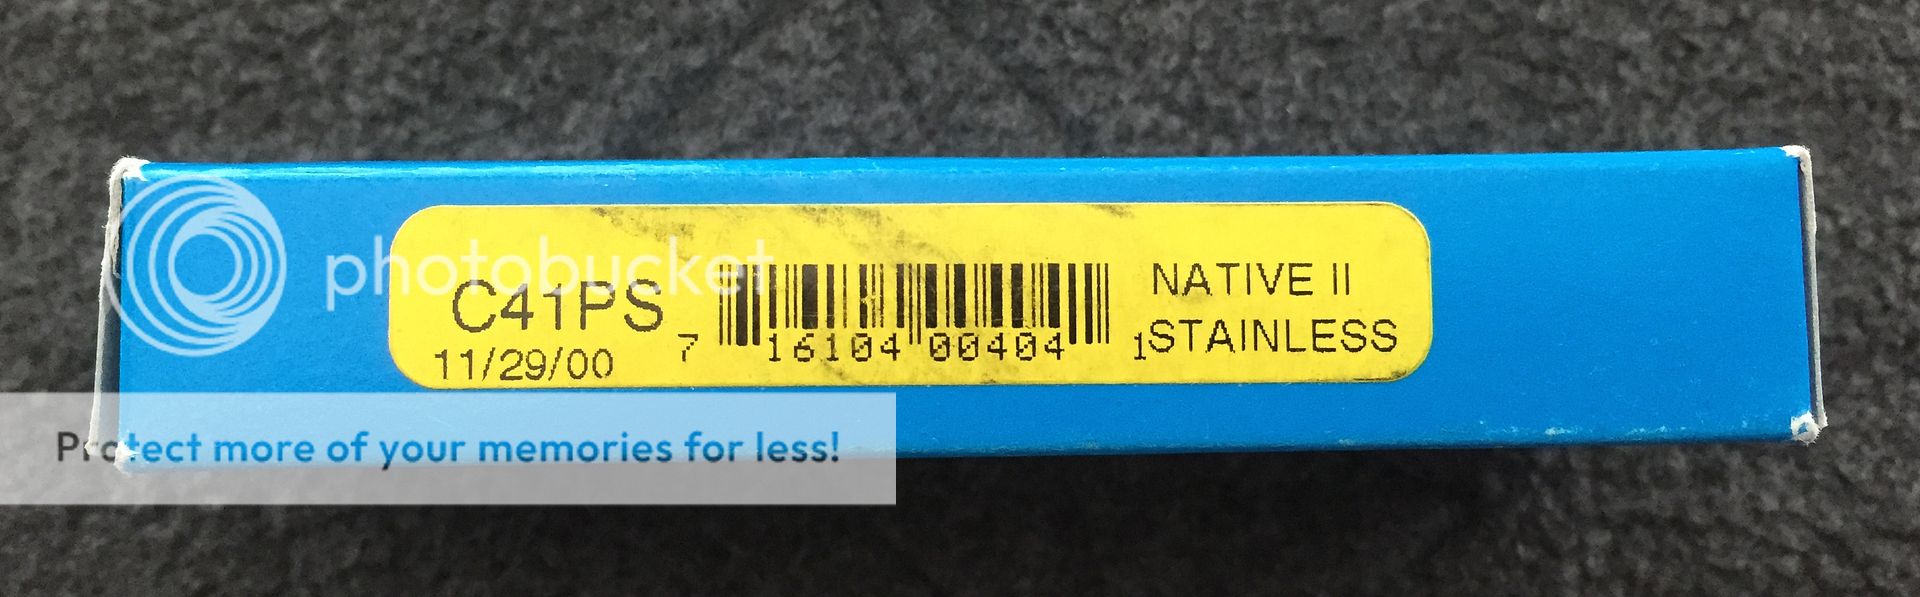 C41PS
11/29/00
7 16104 00404 1
NATIVE II
STAINLESS
photobucket
Protect more of your memories for less!